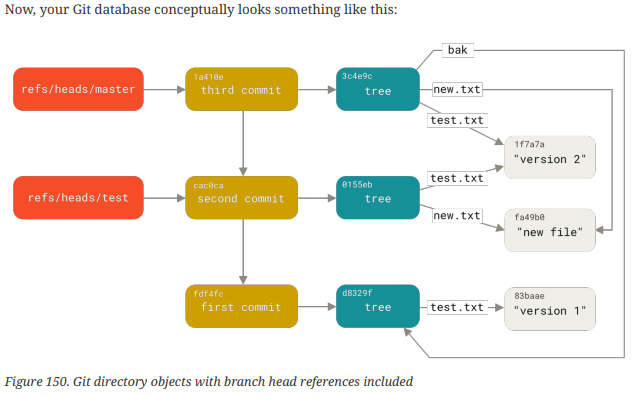 Now, your Git database conceptually looks something like this:
bak
refs/heads/master
1a410e
third commit
3c4e9c
tree
new.txt
test.txt
1f7a7a
"version 2"
refs/heads/test
cac0ca
second commit
0155eb
tree
test.txt
new.txt
fa49b0
"new file"
fdf4fc
first commit
d8329f
tree
test.txt
83baae
"version 1"
Figure 150. Git directory objects with branch head references included